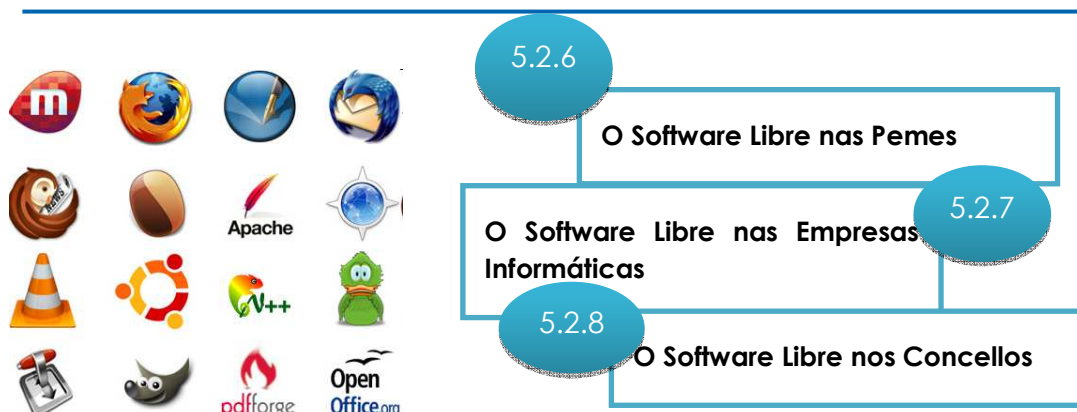 5.2.6
O Software Libre nas Pemes
5.2.7
O Software Libre nas Empresas
Informáticas
5.2.8
O Software Libre nos Concellos
m
NEWS
Apache
N++
pdfforge
Open
Office.org